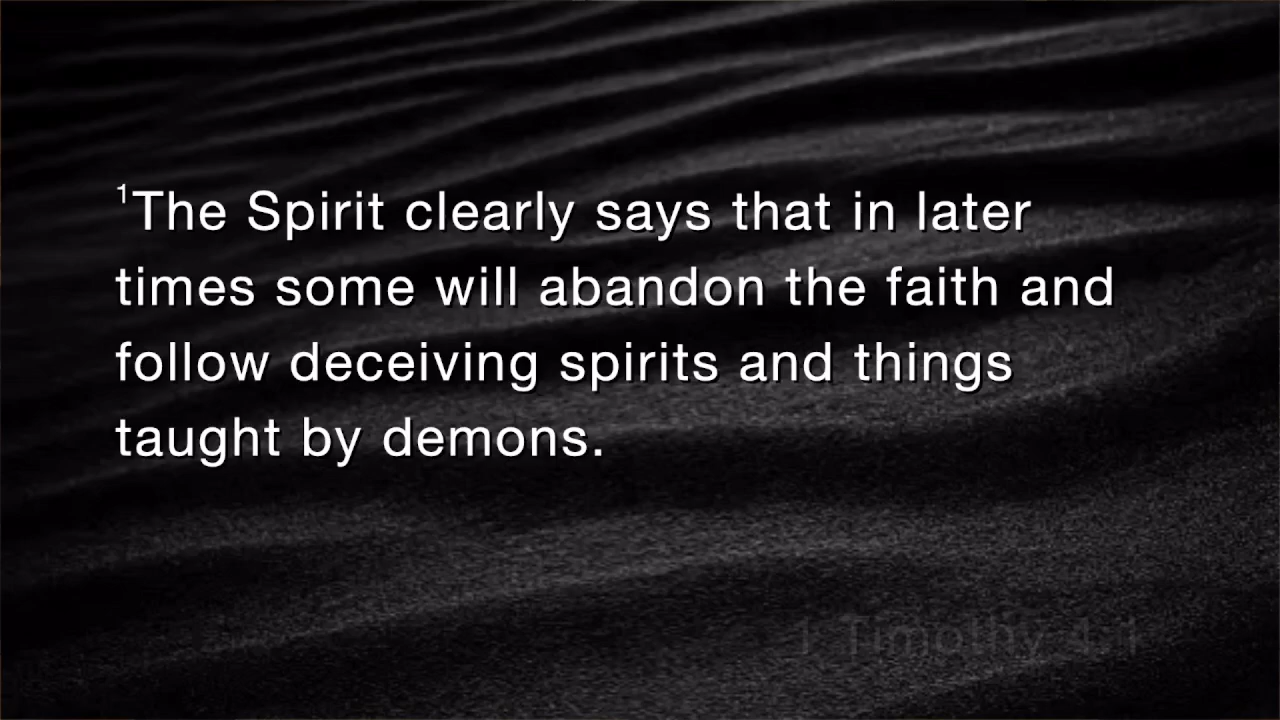 ¹The Spirit clearly says that in later
times some will abandon the faith and
follow deceiving spirits and things
taught by demons.
1 Timothy 4:1